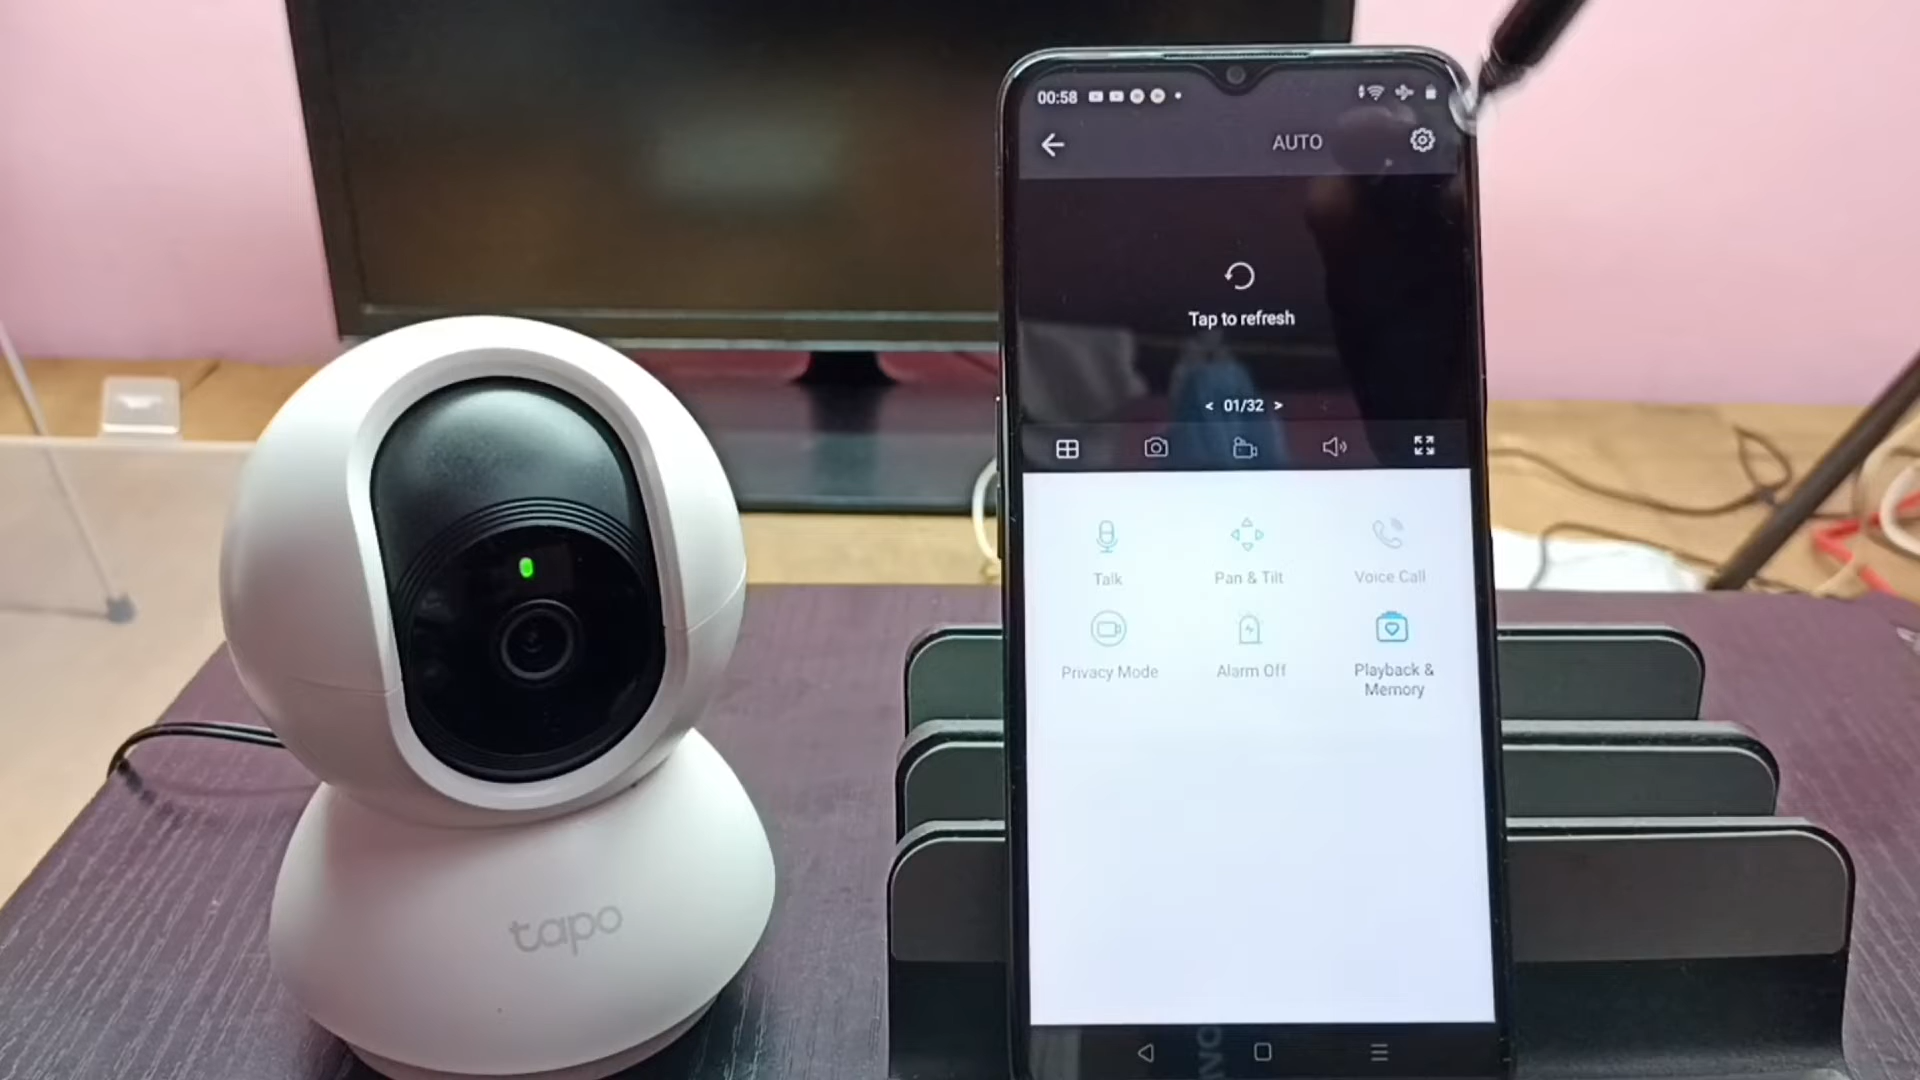 00:58
AUTO
Tap to refresh
< 01/32 >
Talk
Pan & Tilt
Voice Call
Privacy Mode
Alarm Off
Playback &
Memory
tapo